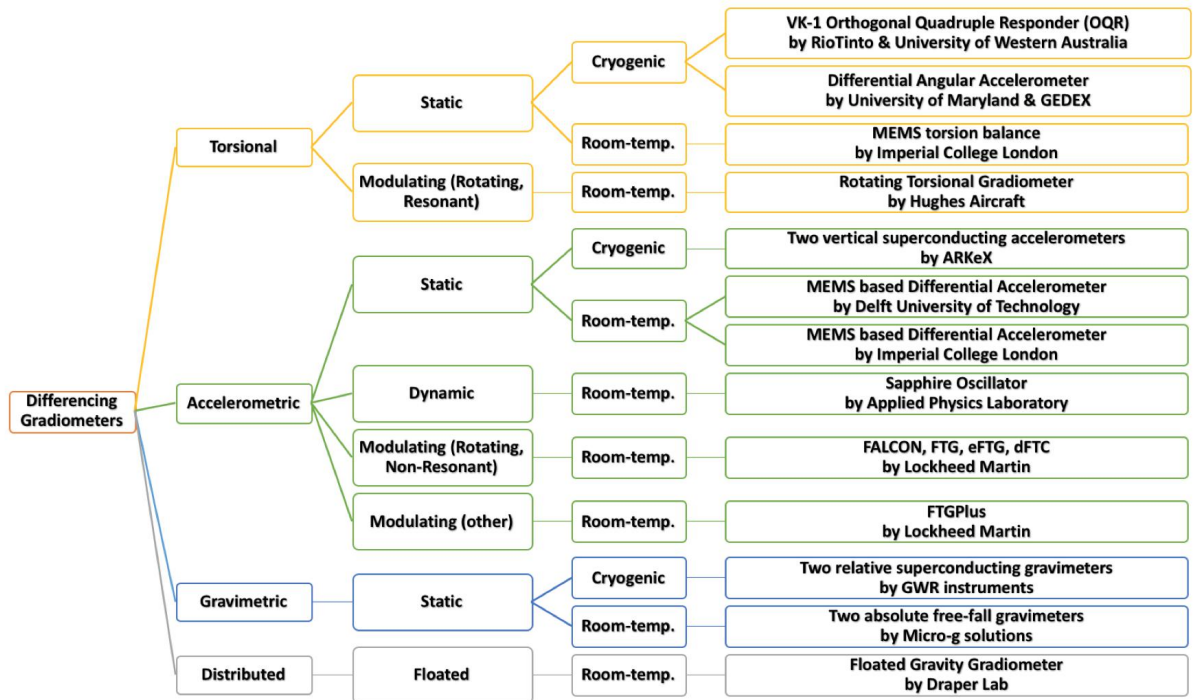 Differencing
Gradiometers
Torsional
Static
Cryogenic
VK-1 Orthogonal Quadruple Responder (OQR)
by RioTinto & University of Western Australia
Differential Angular Accelerometer
by University of Maryland & GEDEX
Room-temp.
MEMS torsion balance
by Imperial College London
Modulating (Rotating,
Resonant)
Room-temp.
Rotating Torsional Gradiometer
by Hughes Aircraft
Accelerometric
Static
Cryogenic
Two vertical superconducting accelerometers
by ARKeX
Room-temp.
MEMS based Differential Accelerometer
by Delft University of Technology
MEMS based Differential Accelerometer
by Imperial College London
Dynamic
Room-temp.
Sapphire Oscillator
by Applied Physics Laboratory
Modulating (Rotating,
Non-Resonant)
Room-temp.
FALCON, FTG, eFTG, dFTC
by Lockheed Martin
Modulating (other)
Room-temp.
FTGPlus
by Lockheed Martin
Gravimetric
Static
Cryogenic
Two relative superconducting gravimeters
by GWR instruments
Room-temp.
Two absolute free-fall gravimeters
by Micro-g solutions
Distributed
Floated
Room-temp.
Floated Gravity Gradiometer
by Draper Lab